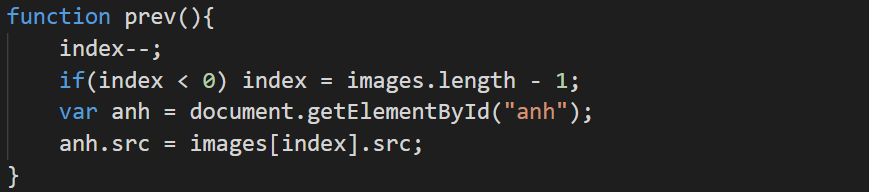 function prev(){
    index--;
    if(index < 0) index = images.length - 1;
    var anh = document.getElementById("anh");
    anh.src = images[index].src;
}